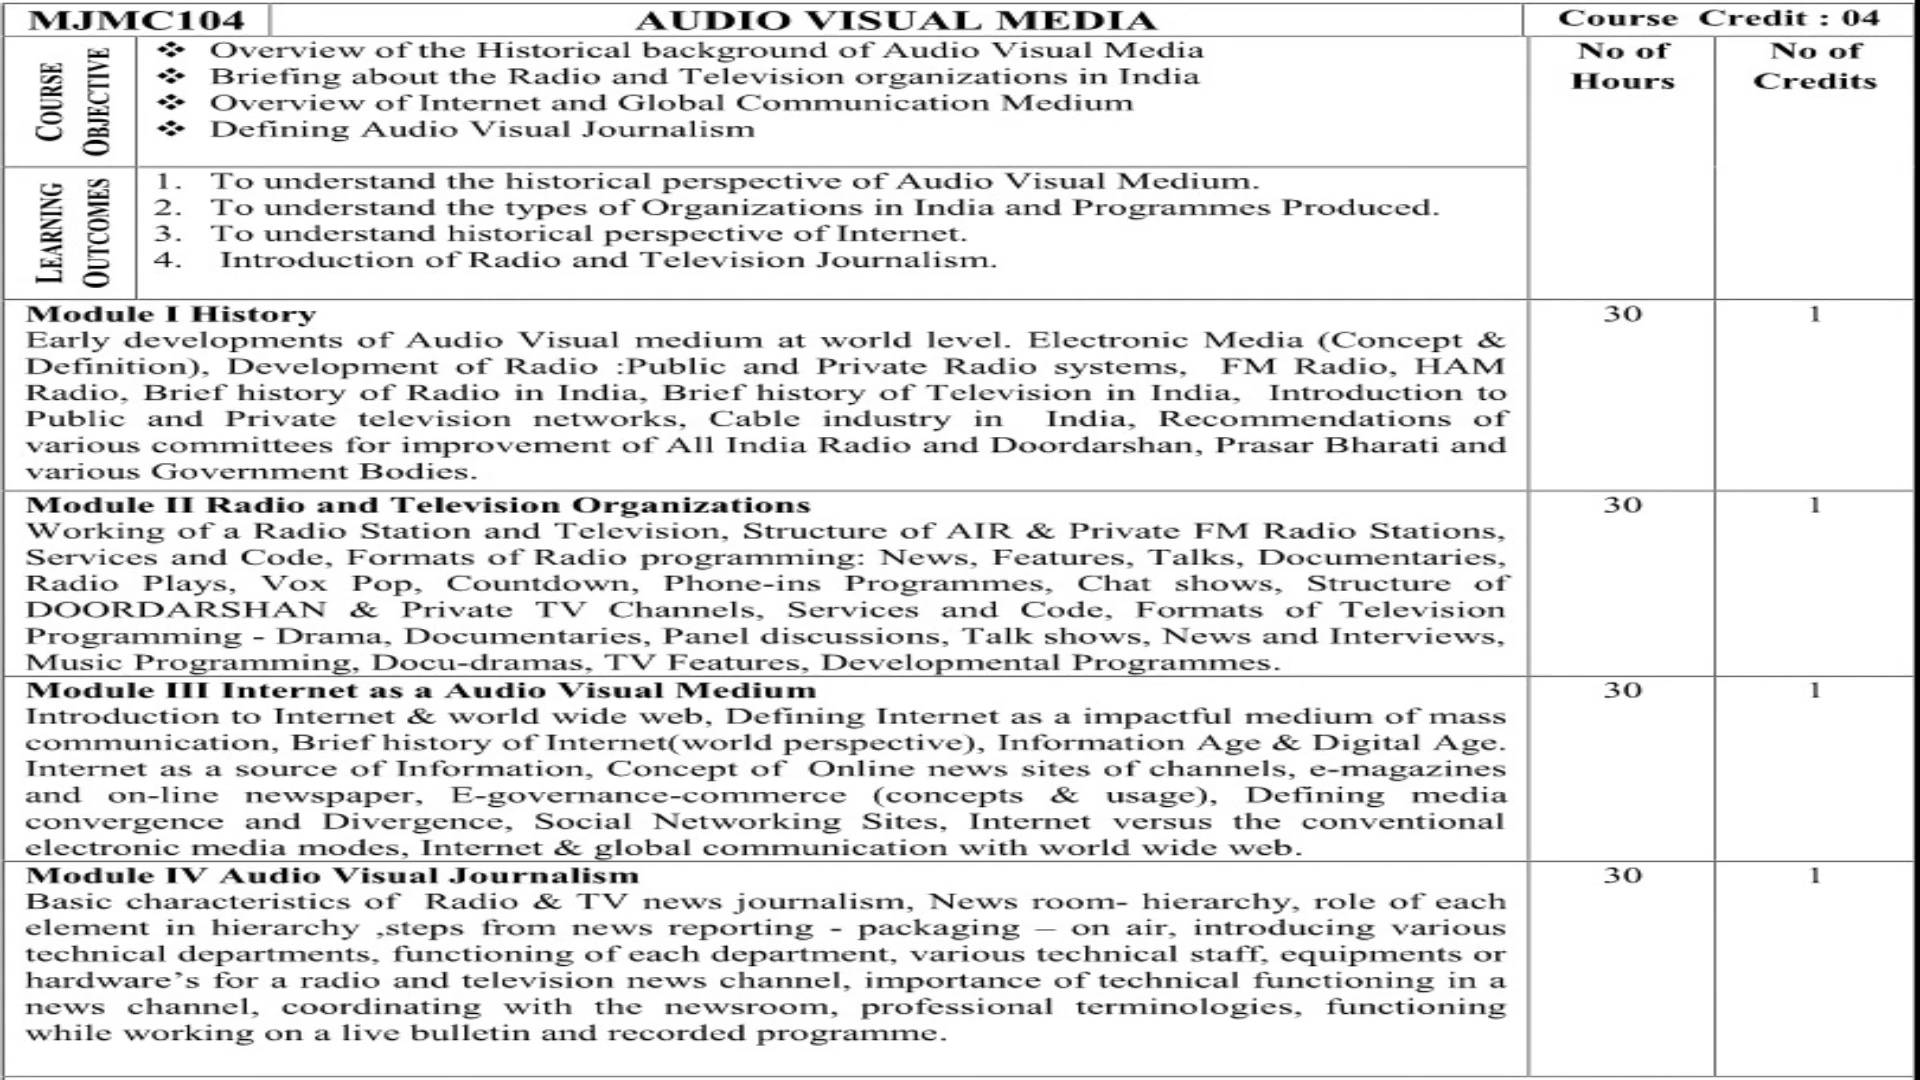 MJMC104 AUDIO VISUAL MEDIA Course Credit : 04
COURSE OBJECTIVE
❖ Overview of the Historical background of Audio Visual Media
❖ Briefing about the Radio and Television organizations in India
❖ Overview of Internet and Global Communication Medium
❖ Defining Audio Visual Journalism
No of Hours
No of Credits
LEARNING OUTCOMES
1. To understand the historical perspective of Audio Visual Medium.
2. To understand the types of Organizations in India and Programmes Produced.
3. To understand historical perspective of Internet.
4. Introduction of Radio and Television Journalism.
Module I History 30 1
Early developments of Audio Visual medium at world level. Electronic Media (Concept &
Definition), Development of Radio :Public and Private Radio systems, FM Radio, HAM
Radio, Brief history of Radio in India, Brief history of Television in India, Introduction to
Public and Private television networks, Cable industry in India, Recommendations of
various committees for improvement of All India Radio and Doordarshan, Prasar Bharati and
various Government Bodies.
Module II Radio and Television Organizations 30 1
Working of a Radio Station and Television, Structure of AIR & Private FM Radio Stations,
Services and Code, Formats of Radio programming: News, Features, Talks, Documentaries,
Radio Plays, Vox Pop, Countdown, Phone-ins Programmes, Chat shows, Structure of
DOORDARSHAN & Private TV Channels, Services and Code, Formats of Television
Programming - Drama, Documentaries, Panel discussions, Talk shows, News and Interviews,
Music Programming, Docu-dramas, TV Features, Developmental Programmes.
Module III Internet as a Audio Visual Medium 30 1
Introduction to Internet & world wide web, Defining Internet as a impactful medium of mass
communication, Brief history of Internet(world perspective), Information Age & Digital Age.
Internet as a source of Information, Concept of Online news sites of channels, e-magazines
and on-line newspaper, E-governance-commerce (concepts & usage), Defining media
convergence and Divergence, Social Networking Sites, Internet versus the conventional
electronic media modes, Internet & global communication with world wide web.
Module IV Audio Visual Journalism 30 1
Basic characteristics of Radio & TV news journalism, News room- hierarchy, role of each
element in hierarchy ,steps from news reporting - packaging – on air, introducing various
technical departments, functioning of each department, various technical staff, equipments or
hardware’s for a radio and television news channel, importance of technical functioning in a
news channel, coordinating with the newsroom, professional terminologies, functioning
while working on a live bulletin and recorded programme.